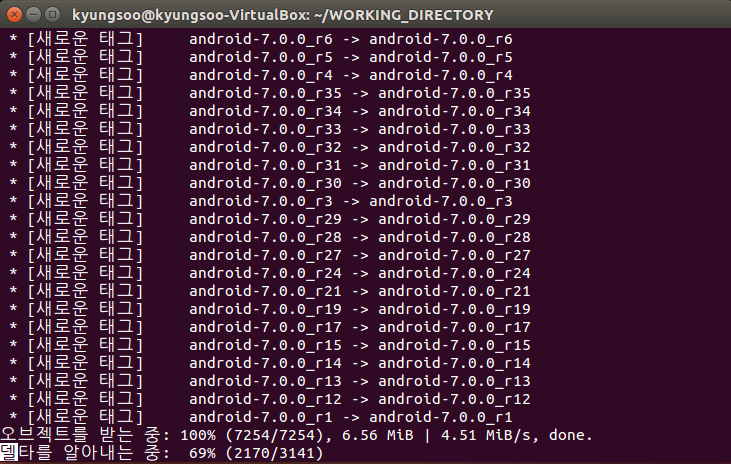 kyungsoo@kyungsoo-VirtualBox: ~/WORKING_DIRECTORY
* [새로운 태그]     android-7.0.0_r6 -> android-7.0.0_r6
* [새로운 태그]     android-7.0.0_r5 -> android-7.0.0_r5
* [새로운 태그]     android-7.0.0_r4 -> android-7.0.0_r4
* [새로운 태그]     android-7.0.0_r35 -> android-7.0.0_r35
* [새로운 태그]     android-7.0.0_r34 -> android-7.0.0_r34
* [새로운 태그]     android-7.0.0_r33 -> android-7.0.0_r33
* [새로운 태그]     android-7.0.0_r32 -> android-7.0.0_r32
* [새로운 태그]     android-7.0.0_r31 -> android-7.0.0_r31
* [새로운 태그]     android-7.0.0_r30 -> android-7.0.0_r30
* [새로운 태그]     android-7.0.0_r3 -> android-7.0.0_r3
* [새로운 태그]     android-7.0.0_r29 -> android-7.0.0_r29
* [새로운 태그]     android-7.0.0_r28 -> android-7.0.0_r28
* [새로운 태그]     android-7.0.0_r27 -> android-7.0.0_r27
* [새로운 태그]     android-7.0.0_r24 -> android-7.0.0_r24
* [새로운 태그]     android-7.0.0_r21 -> android-7.0.0_r21
* [새로운 태그]     android-7.0.0_r19 -> android-7.0.0_r19
* [새로운 태그]     android-7.0.0_r17 -> android-7.0.0_r17
* [새로운 태그]     android-7.0.0_r15 -> android-7.0.0_r15
* [새로운 태그]     android-7.0.0_r14 -> android-7.0.0_r14
* [새로운 태그]     android-7.0.0_r13 -> android-7.0.0_r13
* [새로운 태그]     android-7.0.0_r12 -> android-7.0.0_r12
* [새로운 태그]     android-7.0.0_r1 -> android-7.0.0_r1
오브젝트를 받는 중: 100% (7254/7254), 6.56 MiB | 4.51 MiB/s, done.
델타를 알아내는 중:  69% (2170/3141)